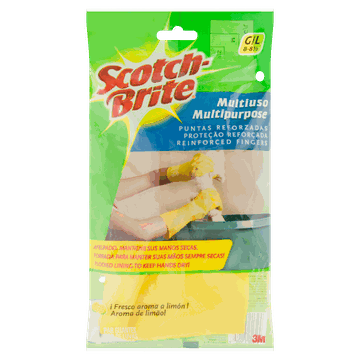 G/L
8-8½
Scotch-
Brite
Multiuso
Multipurpose
PUNTAS REFORZADAS
PROTEÇÃO REFORÇADA
REINFORCED FINGERS
AFELPADO, MANTIENE SUS MANOS SECAS.
FORRADA PARA MANTER SUAS MÃOS SEMPRE SECAS!
FLOCKED LINING TO KEEP HANDS DRY!
¡Fresco aroma a limón!
Aroma de limão!
3M